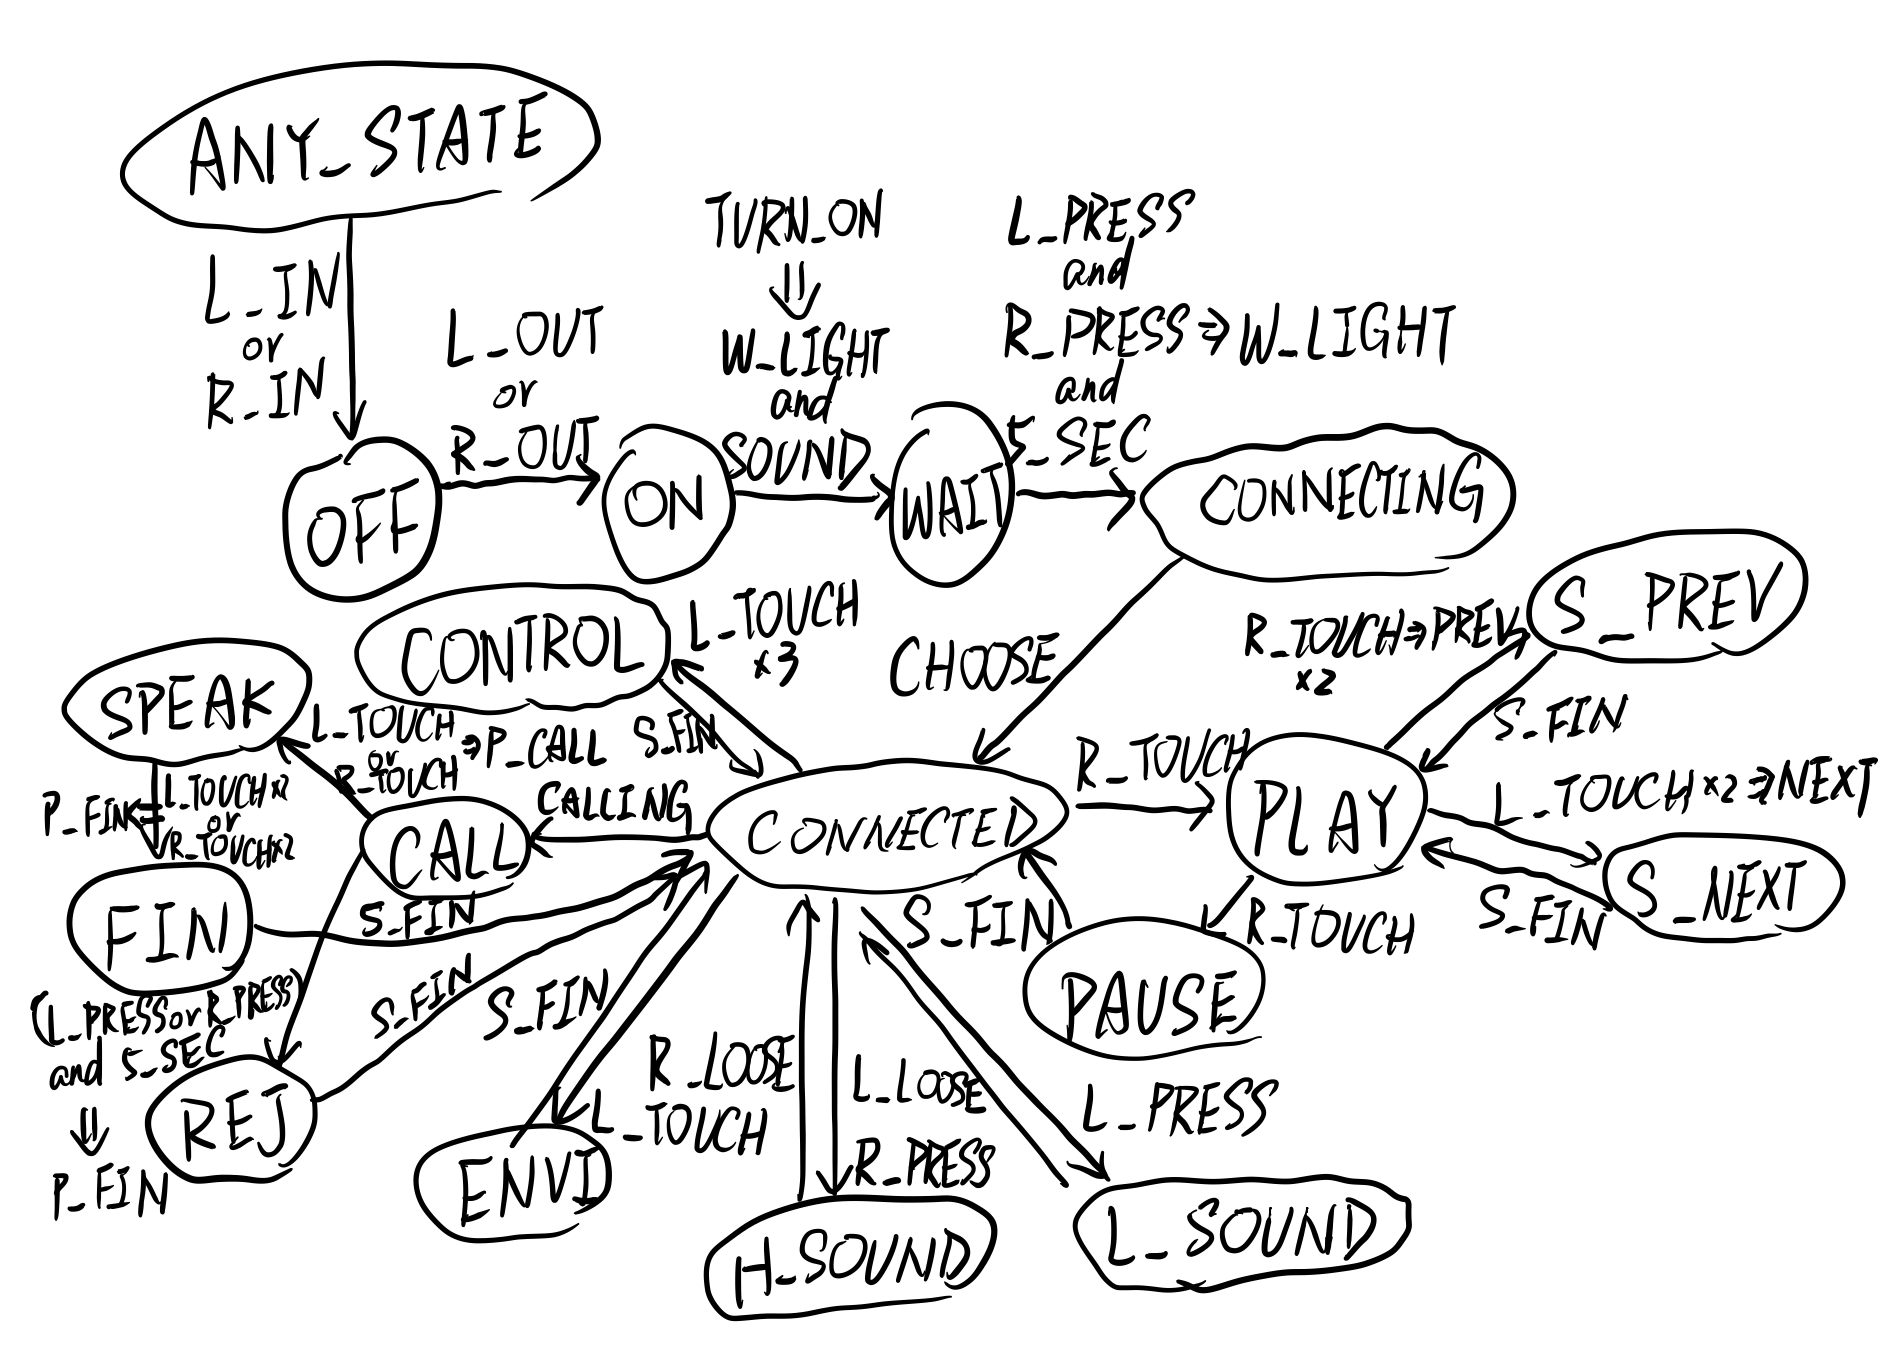 ANY_STATE
L_IN
or
R_IN
L_OUT
or
R_OUT
TURN_ON
⇓
W_LIGHT
and
SOUND
L_PRESS
and
R_PRESS ⇒ W_LIGHT
and
5_SEC
OFF
ON
WAIT
CONNECTING
CHOOSE
CONTROL
L_TOUCH
×3
S_FIN
R_TOUCH ⇒ PREV
×2
S_PREV
S_FIN
SPEAK
L_TOUCH
or
R_TOUCH
⇒ P_CALL
CALLING
CONNECTED
R_TOUCH
PLAY
L_TOUCH×2 ⇒ NEXT
S_NEXT
S_FIN
P_FIN
L_TOUCH×2
or
R_TOUCH×2
CALL
FIN
S_FIN
S_FIN
R_TOUCH
PAUSE
(L_PRESS or R_PRESS)
and 5_SEC
⇓
P_FIN
REJ
S_FIN
S_FIN
L_TOUCH
ENVI
R_LOOSE
L_LOOSE
R_PRESS
L_PRESS
H_SOUND
L_SOUND